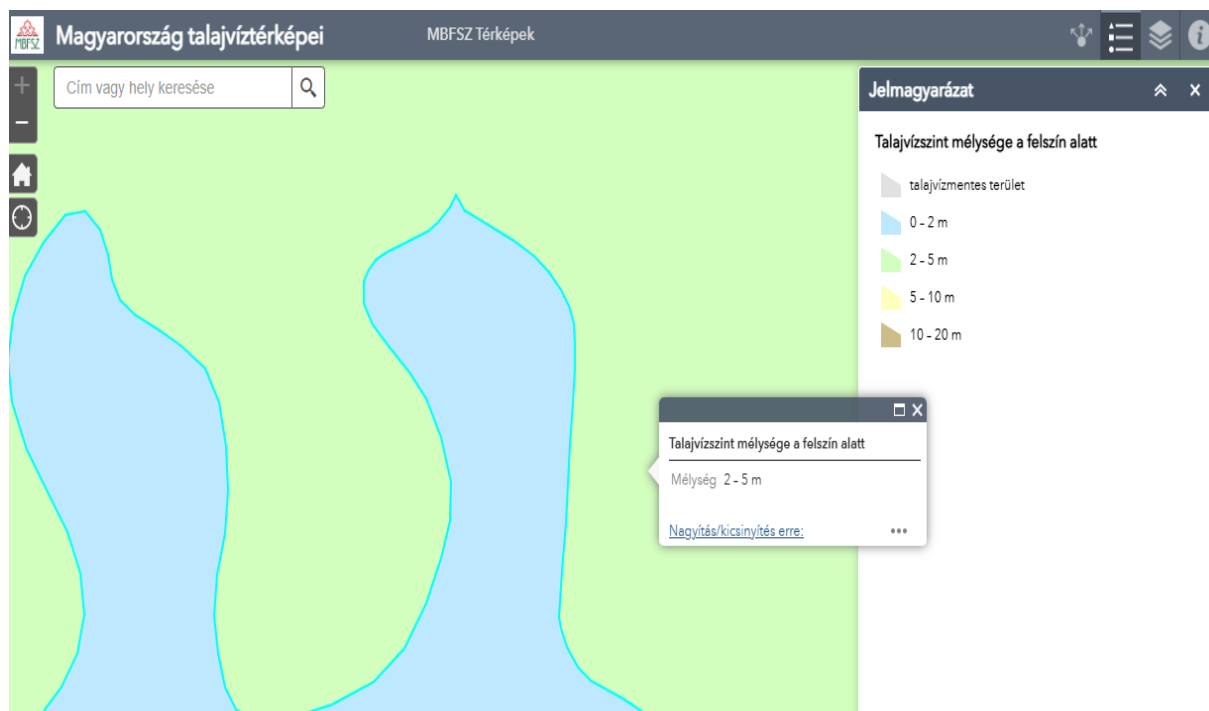 MBFSZ
Magyarország talajvíztérképei
MBFSZ Térképek
Cím vagy hely keresése
Jelmagyarázat
Talajvízszint mélysége a felszín alatt
talajvízmentes terület
0 - 2 m
2 - 5 m
5 - 10 m
10 - 20 m
Talajvízszint mélysége a felszín alatt
Mélység 2 - 5 m
Nagyítás/kicsinyítés erre: